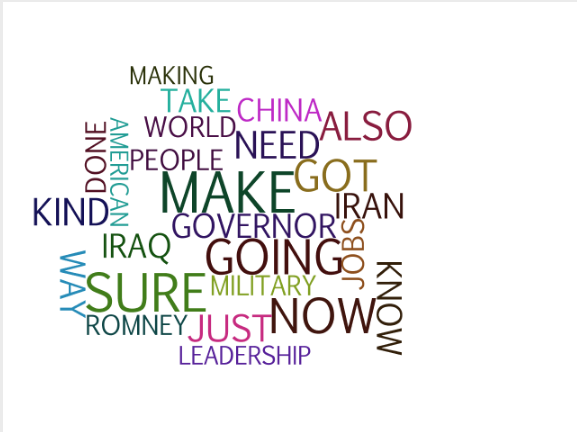 MAKING
TAKE
CHINA
ALSO
WORLD
NEED
DONE
AMERICAN
PEOPLE
MAKE
GOT
KIND
GOVERNOR
IRAN
IRAQ
GOING
JOBS
WAY
SURE
MILITARY
KNOW
ROMNEY
JUST
NOW
LEADERSHIP